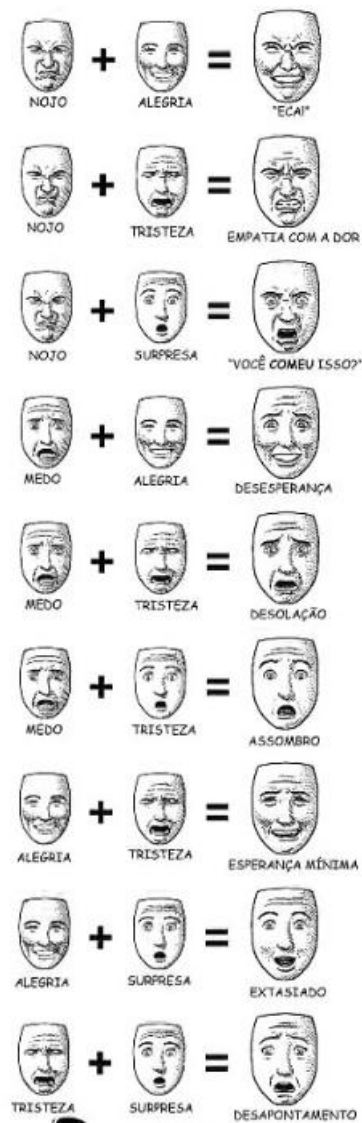 NOJO + ALEGRIA = "ECA!"
NOJO + TRISTEZA = EMPATIA COM A DOR
NOJO + SURPRESA = "VOCÊ COMEU ISSO?"
MEDO + ALEGRIA = DESESPERANÇA
MEDO + TRISTEZA = DESOLAÇÃO
MEDO + TRISTEZA = ASSOMBRO
ALEGRIA + TRISTEZA = ESPERANÇA MÍNIMA
ALEGRIA + SURPRESA = EXTASIADO
TRISTEZA + SURPRESA = DESAPONTAMENTO